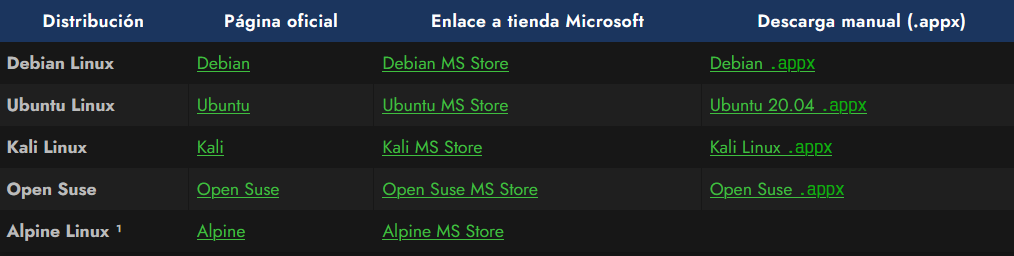 Distribución Página oficial Enlace a tienda Microsoft Descarga manual (.appx)
Debian Linux Debian Debian MS Store Debian .appx
Ubuntu Linux Ubuntu Ubuntu MS Store Ubuntu 20.04 .appx
Kali Linux Kali Kali MS Store Kali Linux .appx
Open Suse Open Suse Open Suse MS Store Open Suse .appx
Alpine Linux ¹ Alpine Alpine MS Store